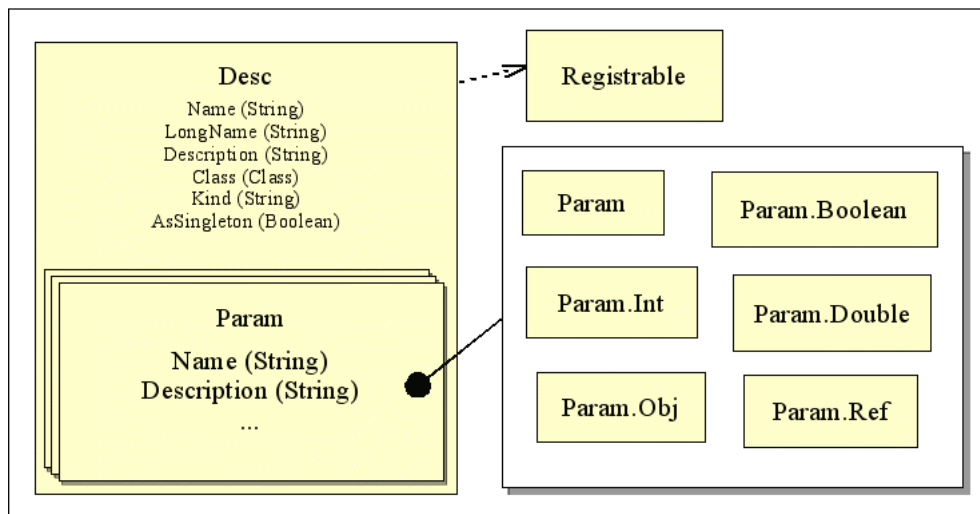 Desc
Name (String)
LongName (String)
Description (String)
Class (Class)
Kind (String)
AsSingleton (Boolean)
Param
Name (String)
Description (String)
...
Registrable
Param
Param.Boolean
Param.Int
Param.Double
Param.Obj
Param.Ref